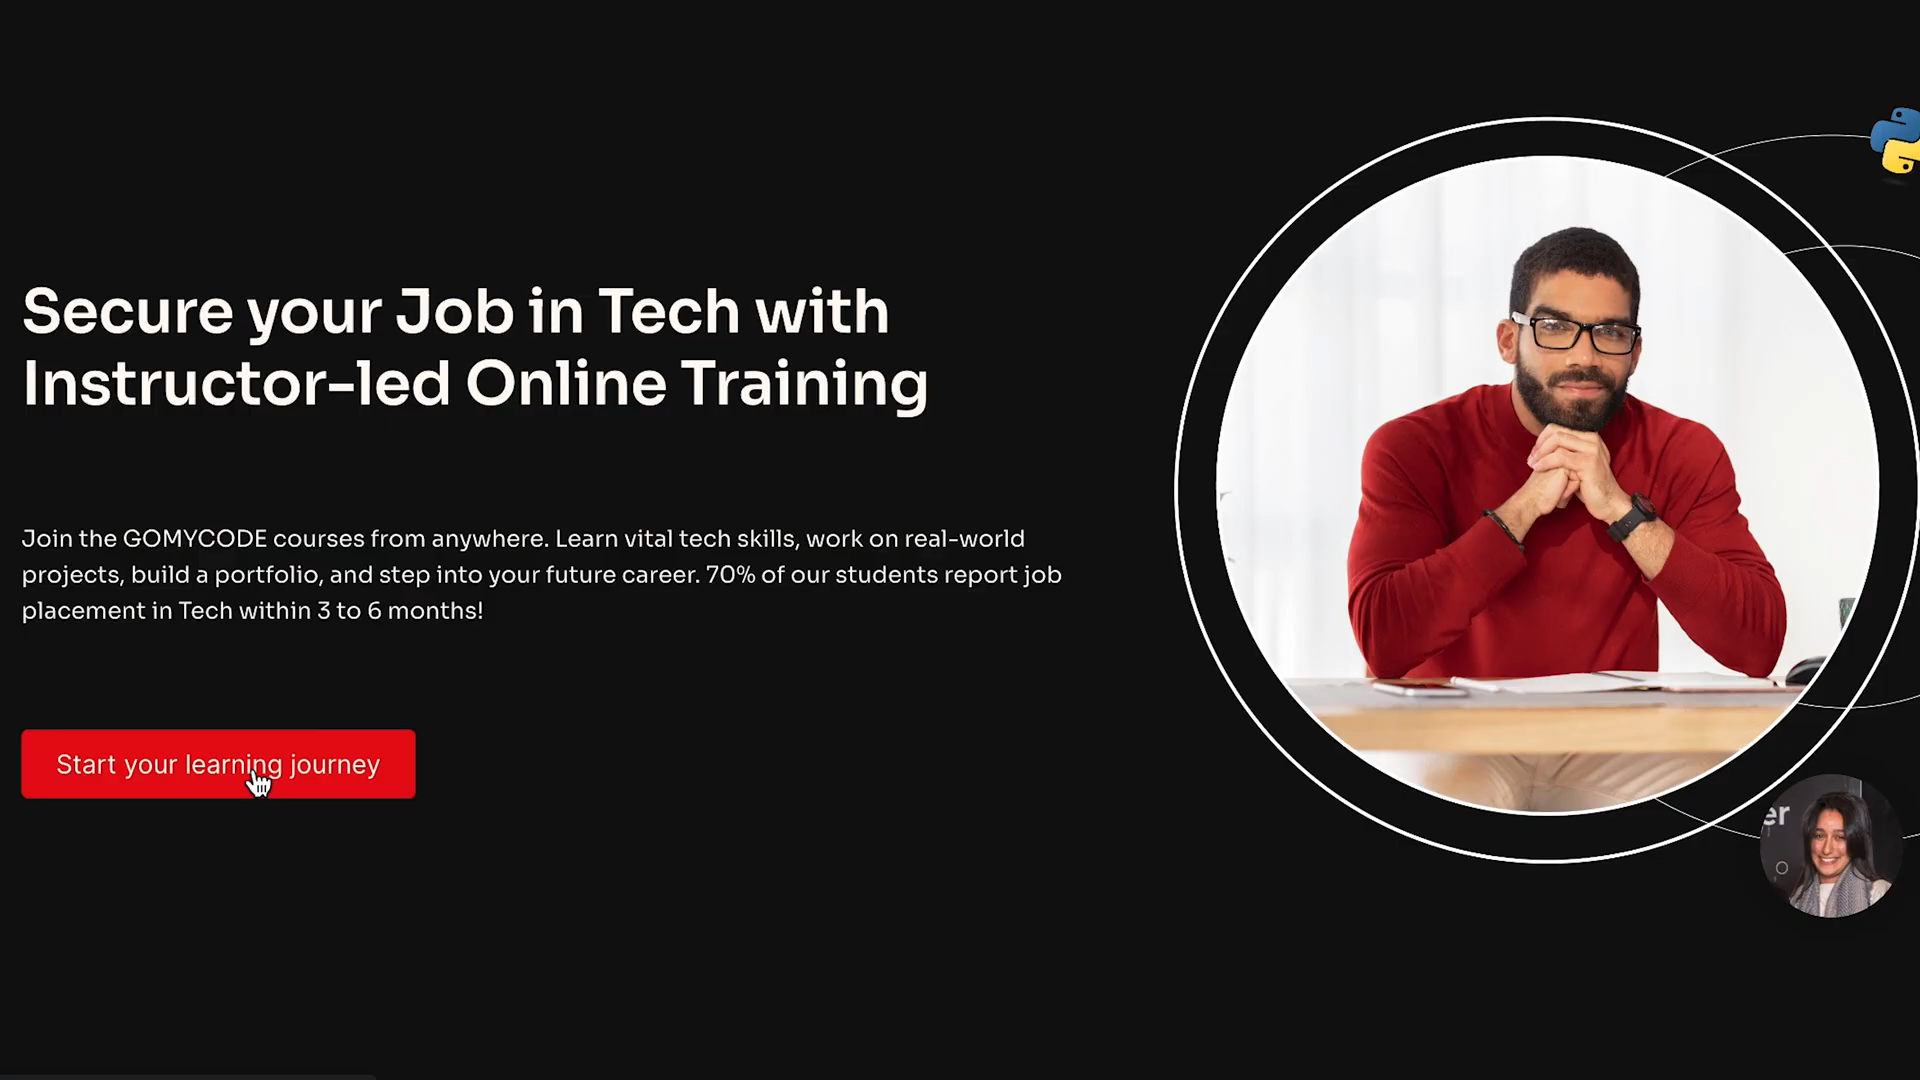 Secure your Job in Tech with
Instructor-led Online Training
Join the GOMYCODE courses from anywhere. Learn vital tech skills, work on real-world
projects, build a portfolio, and step into your future career. 70% of our students report job
placement in Tech within 3 to 6 months!
Start your learning journey
er